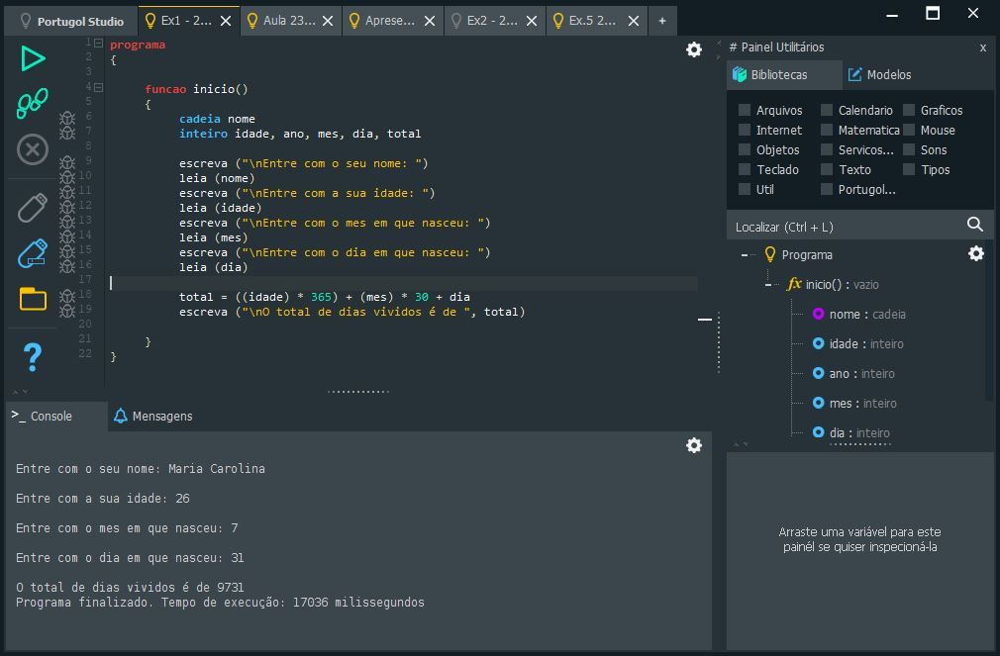 Portugol Studio
Ex1 - 2...
Aula 23...
Aprese...
Ex2 - 2...
Ex.5 2...
+
1 programa
2 {
3
4 funcao inicio()
5 {
6 cadeia nome
7 inteiro idade, ano, mes, dia, total
8
9 escreva ("\nEntre com o seu nome: ")
10 leia (nome)
11 escreva ("\nEntre com a sua idade: ")
12 leia (idade)
13 escreva ("\nEntre com o mes em que nasceu: ")
14 leia (mes)
15 escreva ("\nEntre com o dia em que nasceu: ")
16 leia (dia)
17
18 total = ((idade) * 365) + (mes) * 30 + dia
19 escreva ("\nO total de dias vividos é de ", total)
20
21 }
22 }
>_ Console
Mensagens
Entre com o seu nome: Maria Carolina
Entre com a sua idade: 26
Entre com o mes em que nasceu: 7
Entre com o dia em que nasceu: 31
O total de dias vividos é de 9731
Programa finalizado. Tempo de execução: 17036 milissegundos
# Painel Utilitários x
Bibliotecas
Modelos
Arquivos Calendario Graficos
Internet Matematica Mouse
Objetos Servicos... Sons
Teclado Texto Tipos
Util Portugol...
Localizar (Ctrl + L)
Programa
fx inicio() : vazio
nome : cadeia
idade : inteiro
ano : inteiro
mes : inteiro
dia : inteiro
Arraste uma variável para este
painél se quiser inspecioná-la